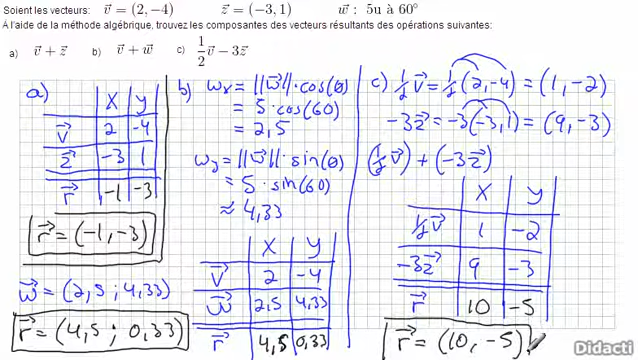 Soient les vecteurs: v⃗ = (2, −4) z⃗ = (−3, 1) w⃗ : 5u à 60°
À l'aide de la méthode algébrique, trouvez les composantes des vecteurs résultants des opérations suivantes:
a) v⃗ + z⃗ b) v⃗ + w⃗ c) 1/2 v⃗ − 3z⃗
a)
X Y
v⃗ 2 -4
z⃗ -3 1
r⃗ -1 -3
r⃗ = (-1, -3)
w⃗ = (2,5 ; 4,33)
r⃗ = (4,5 ; 0,33)
b) wx = ||w⃗|| · cos(θ)
= 5 · cos(60)
= 2,5
wy = ||w⃗|| · sin(θ)
= 5 · sin(60)
≈ 4,33
X Y
v⃗ 2 -4
w⃗ 2,5 4,33
r⃗ 4,5 0,33
c) 1/2 v⃗ = 1/2 (2, -4) = (1, -2)
-3z⃗ = -3(-3, 1) = (9, -3)
(1/2 v⃗) + (-3z⃗)
X Y
1/2 v⃗ 1 -2
-3z⃗ 9 -3
r⃗ 10 -5
r⃗ = (10, -5)
Didacti